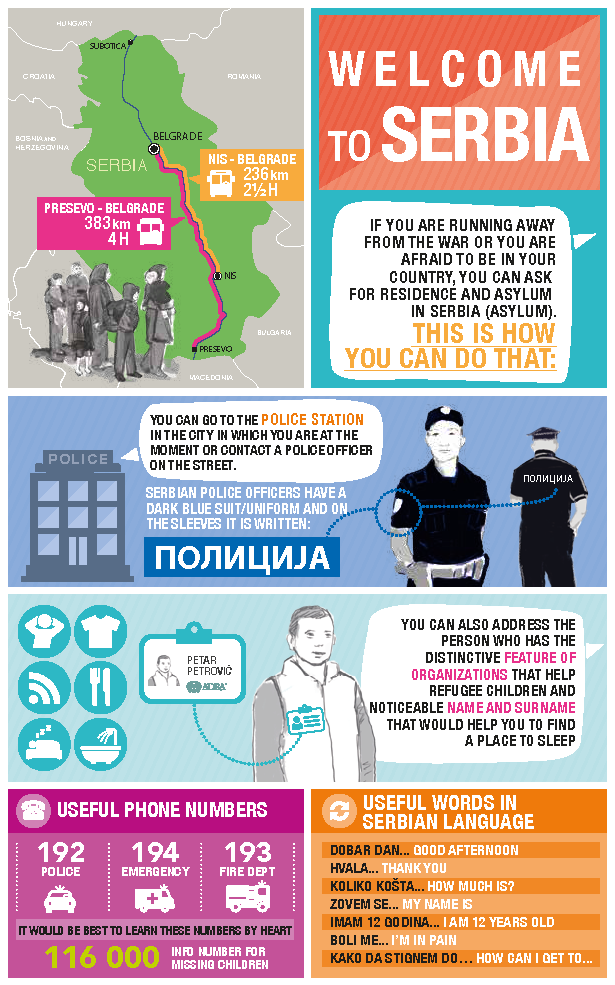 HUNGARY
SUBOTICA
CROATIA
ROMANIA
BOSNIA AND
HERZEGOVINA
BELGRADE
SERBIA
NIS - BELGRADE
236 km
2½ H
PRESEVO - BELGRADE
383 km
4 H
NIS
BULGARIA
PRESEVO
MACEDONIA
WELCOME
TO SERBIA
IF YOU ARE RUNNING AWAY
FROM THE WAR OR YOU ARE
AFRAID TO BE IN YOUR
COUNTRY, YOU CAN ASK
FOR RESIDENCE AND ASYLUM
IN SERBIA (ASYLUM).
THIS IS HOW
YOU CAN DO THAT:
POLICE
YOU CAN GO TO THE POLICE STATION
IN THE CITY IN WHICH YOU ARE AT THE
MOMENT OR CONTACT A POLICE OFFICER
ON THE STREET.
SERBIAN POLICE OFFICERS HAVE A
DARK BLUE SUIT/UNIFORM AND ON
THE SLEEVES IT IS WRITTEN:
ПОЛИЦИЈА
ПОЛИЦИЈА
PETAR
PETROVIĆ
ADRA
YOU CAN ALSO ADDRESS THE
PERSON WHO HAS THE
DISTINCTIVE FEATURE OF
ORGANIZATIONS THAT HELP
REFUGEE CHILDREN AND
NOTICEABLE NAME AND SURNAME
THAT WOULD HELP YOU TO FIND
A PLACE TO SLEEP
USEFUL PHONE NUMBERS
192
POLICE
194
EMERGENCY
193
FIRE DEPT
IT WOULD BE BEST TO LEARN THESE NUMBERS BY HEART
116 000
INFO NUMBER FOR
MISSING CHILDREN
USEFUL WORDS IN
SERBIAN LANGUAGE
DOBAR DAN... GOOD AFTERNOON
HVALA... THANK YOU
KOLIKO KOŠTA... HOW MUCH IS?
ZOVEM SE... MY NAME IS
IMAM 12 GODINA... I AM 12 YEARS OLD
BOLI ME... I'M IN PAIN
KAKO DA STIGNEM DO... HOW CAN I GET TO...